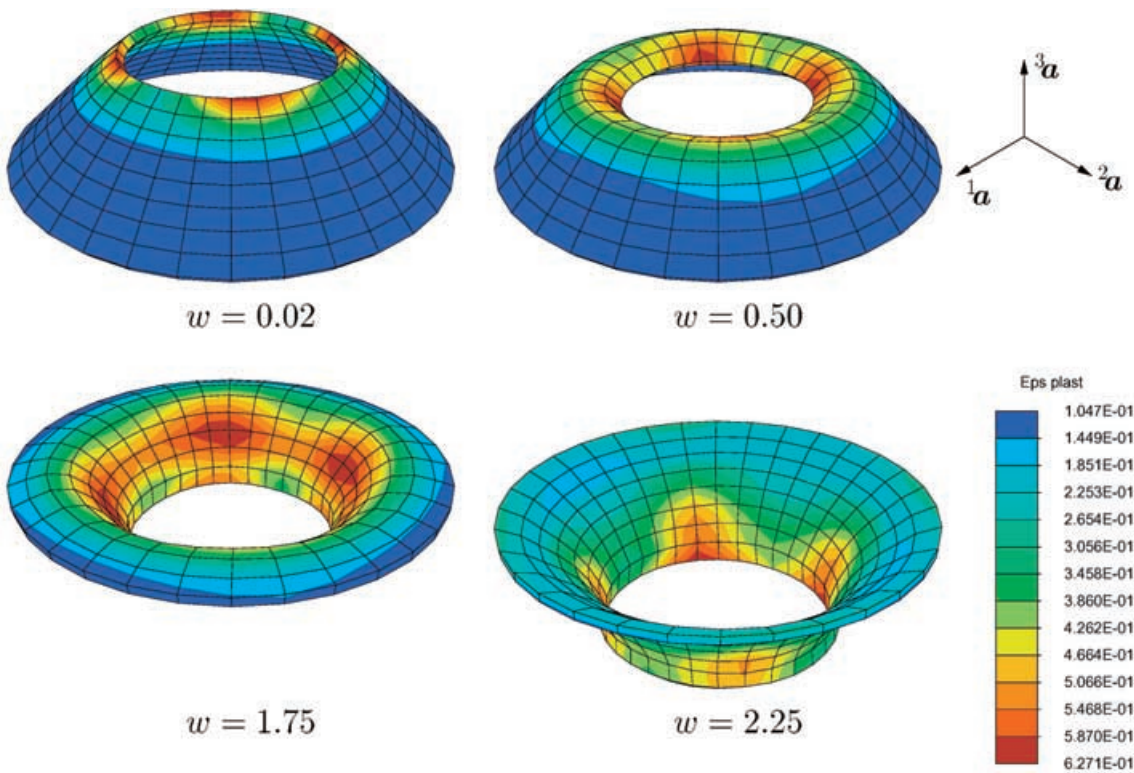 ³a
¹a
²a
w = 0.02
w = 0.50
Eps plast
1.047E-01
1.449E-01
1.851E-01
2.253E-01
2.654E-01
3.056E-01
3.458E-01
3.860E-01
4.262E-01
4.664E-01
5.066E-01
5.468E-01
5.870E-01
6.271E-01
w = 1.75
w = 2.25